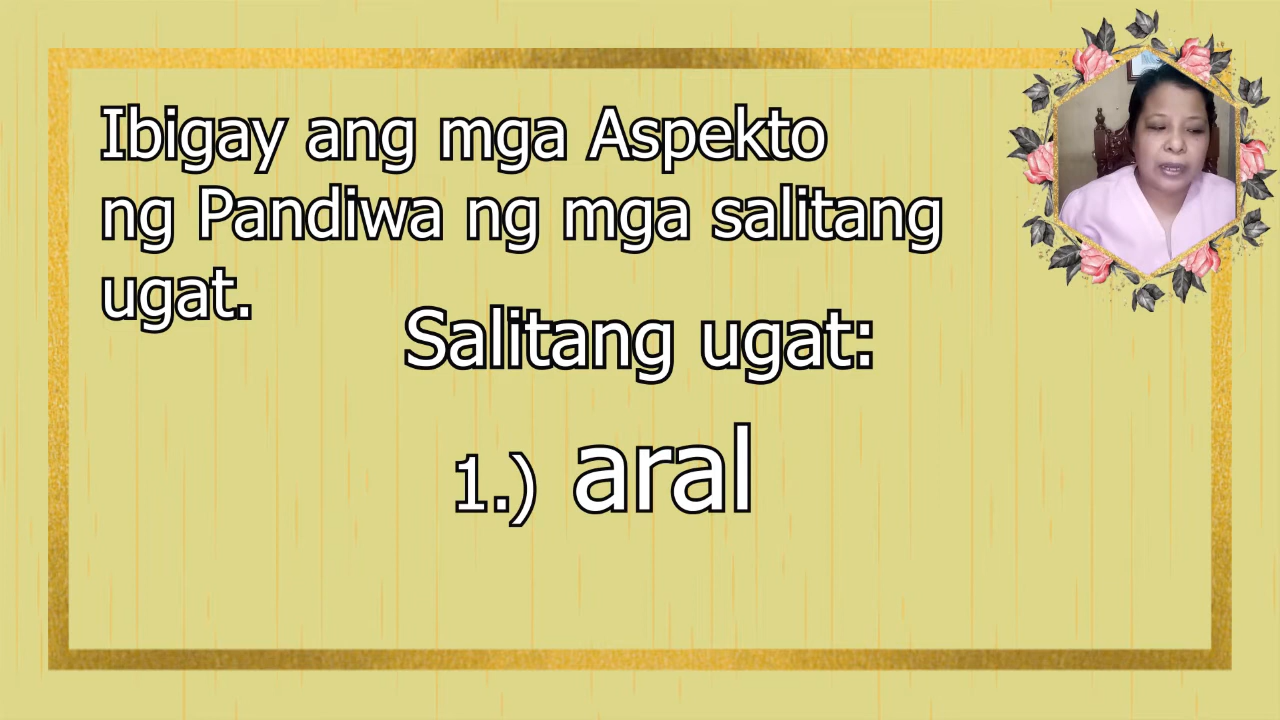 Ibigay ang mga Aspekto
ng Pandiwa ng mga salitang
ugat.
Salitang ugat:
1.) aral